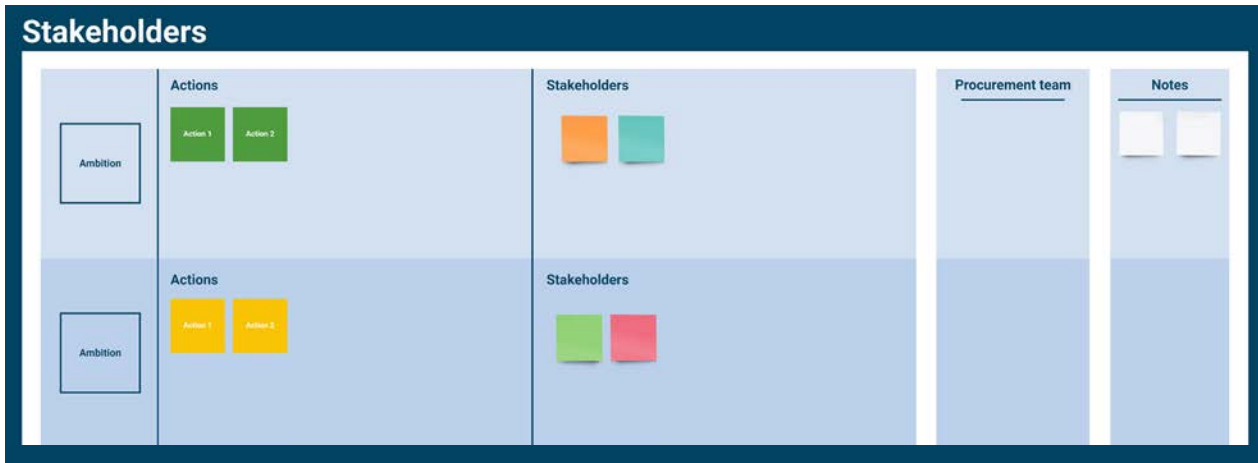 Stakeholders
Actions
Stakeholders
Procurement team
Notes
Action 1
Action 2
Ambition
Actions
Stakeholders
Action 1
Action 2
Ambition